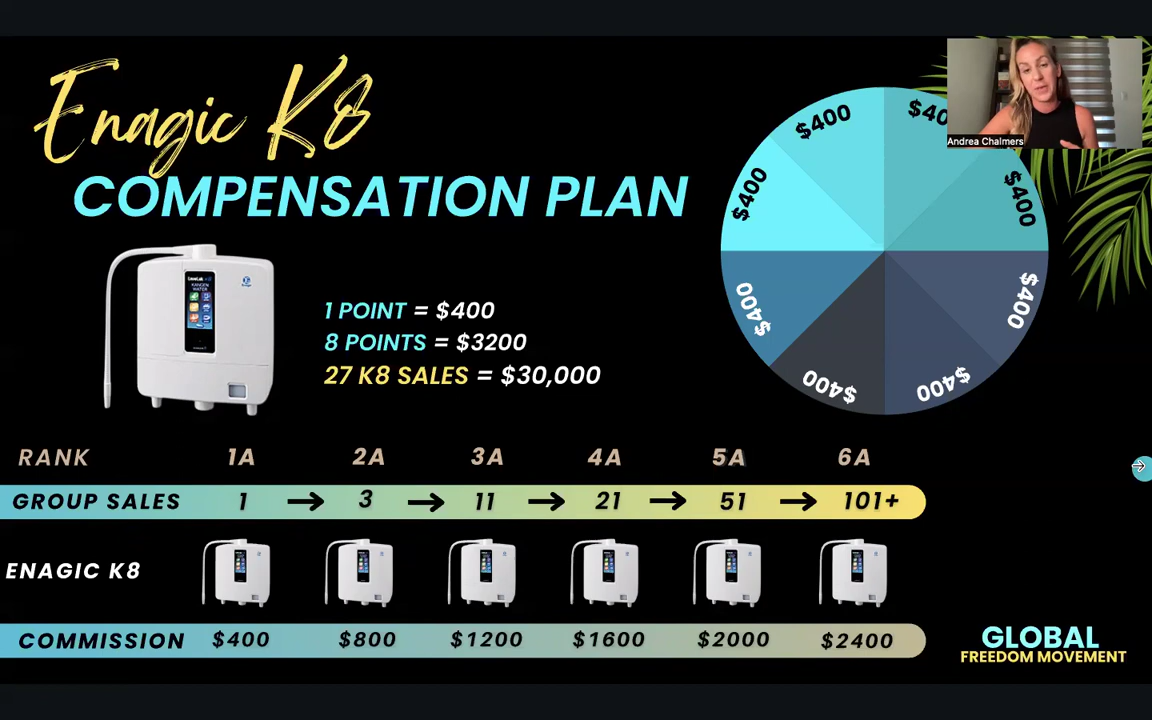 Enagic K8
COMPENSATION PLAN
Andrea Chalmers
$400
$400
$400
$400
$400
$400
$400
KANGEN
WATER
1 POINT = $400
8 POINTS = $3200
27 K8 SALES = $30,000
RANK 1A 2A 3A 4A 5A 6A
GROUP SALES 1 → 3 → 11 → 21 → 51 → 101+
ENAGIC K8
COMMISSION $400 $800 $1200 $1600 $2000 $2400
GLOBAL
FREEDOM MOVEMENT